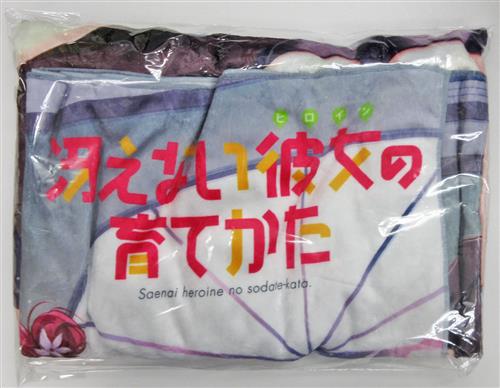 ヒロイン
冴えない彼女の
育てかた
Saenai heroine no sodate-kata.